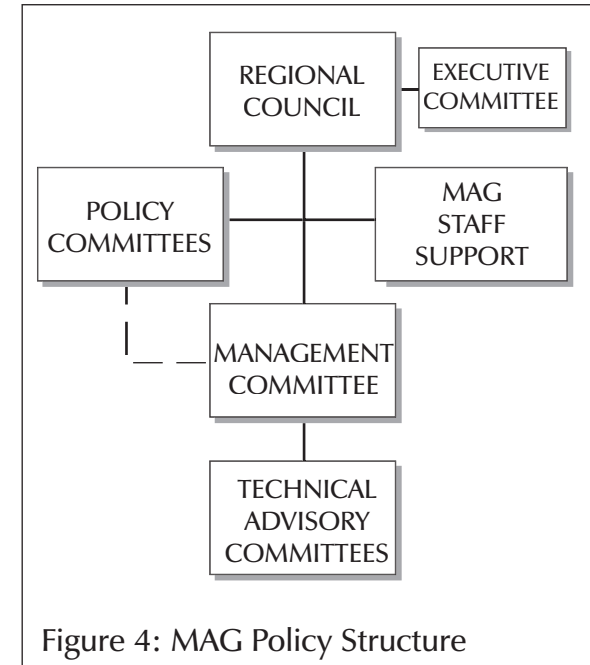 REGIONAL
COUNCIL
EXECUTIVE
COMMITTEE
POLICY
COMMITTEES
MAG
STAFF
SUPPORT
MANAGEMENT
COMMITTEE
TECHNICAL
ADVISORY
COMMITTEES
Figure 4: MAG Policy Structure